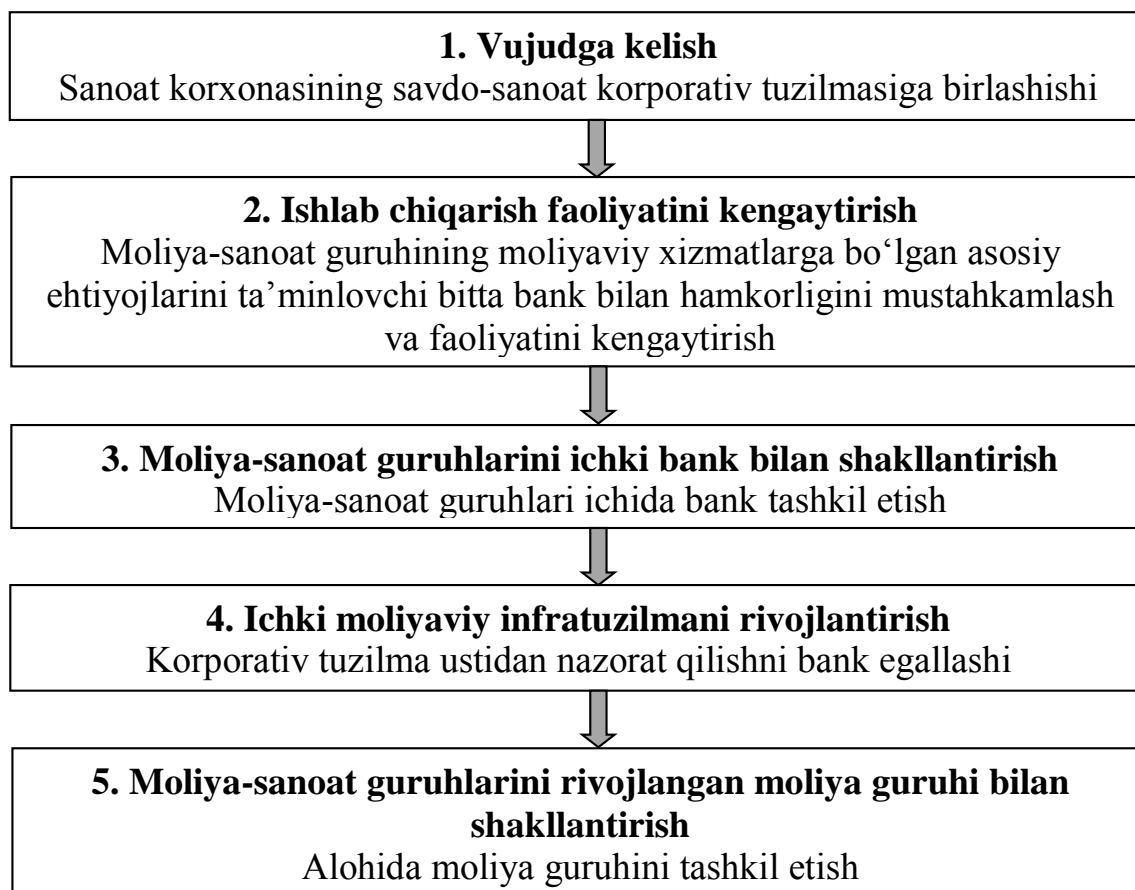 1. Vujudga kelish
Sanoat korxonasining savdo-sanoat korporativ tuzilmasiga birlashishi
2. Ishlab chiqarish faoliyatini kengaytirish
Moliya-sanoat guruhining moliyaviy xizmatlarga bo‘lgan asosiy
ehtiyojlarini ta’minlovchi bitta bank bilan hamkorligini mustahkamlash
va faoliyatini kengaytirish
3. Moliya-sanoat guruhlarini ichki bank bilan shakllantirish
Moliya-sanoat guruhlari ichida bank tashkil etish
4. Ichki moliyaviy infratuzilmani rivojlantirish
Korporativ tuzilma ustidan nazorat qilishni bank egallashi
5. Moliya-sanoat guruhlarini rivojlangan moliya guruhi bilan
shakllantirish
Alohida moliya guruhini tashkil etish